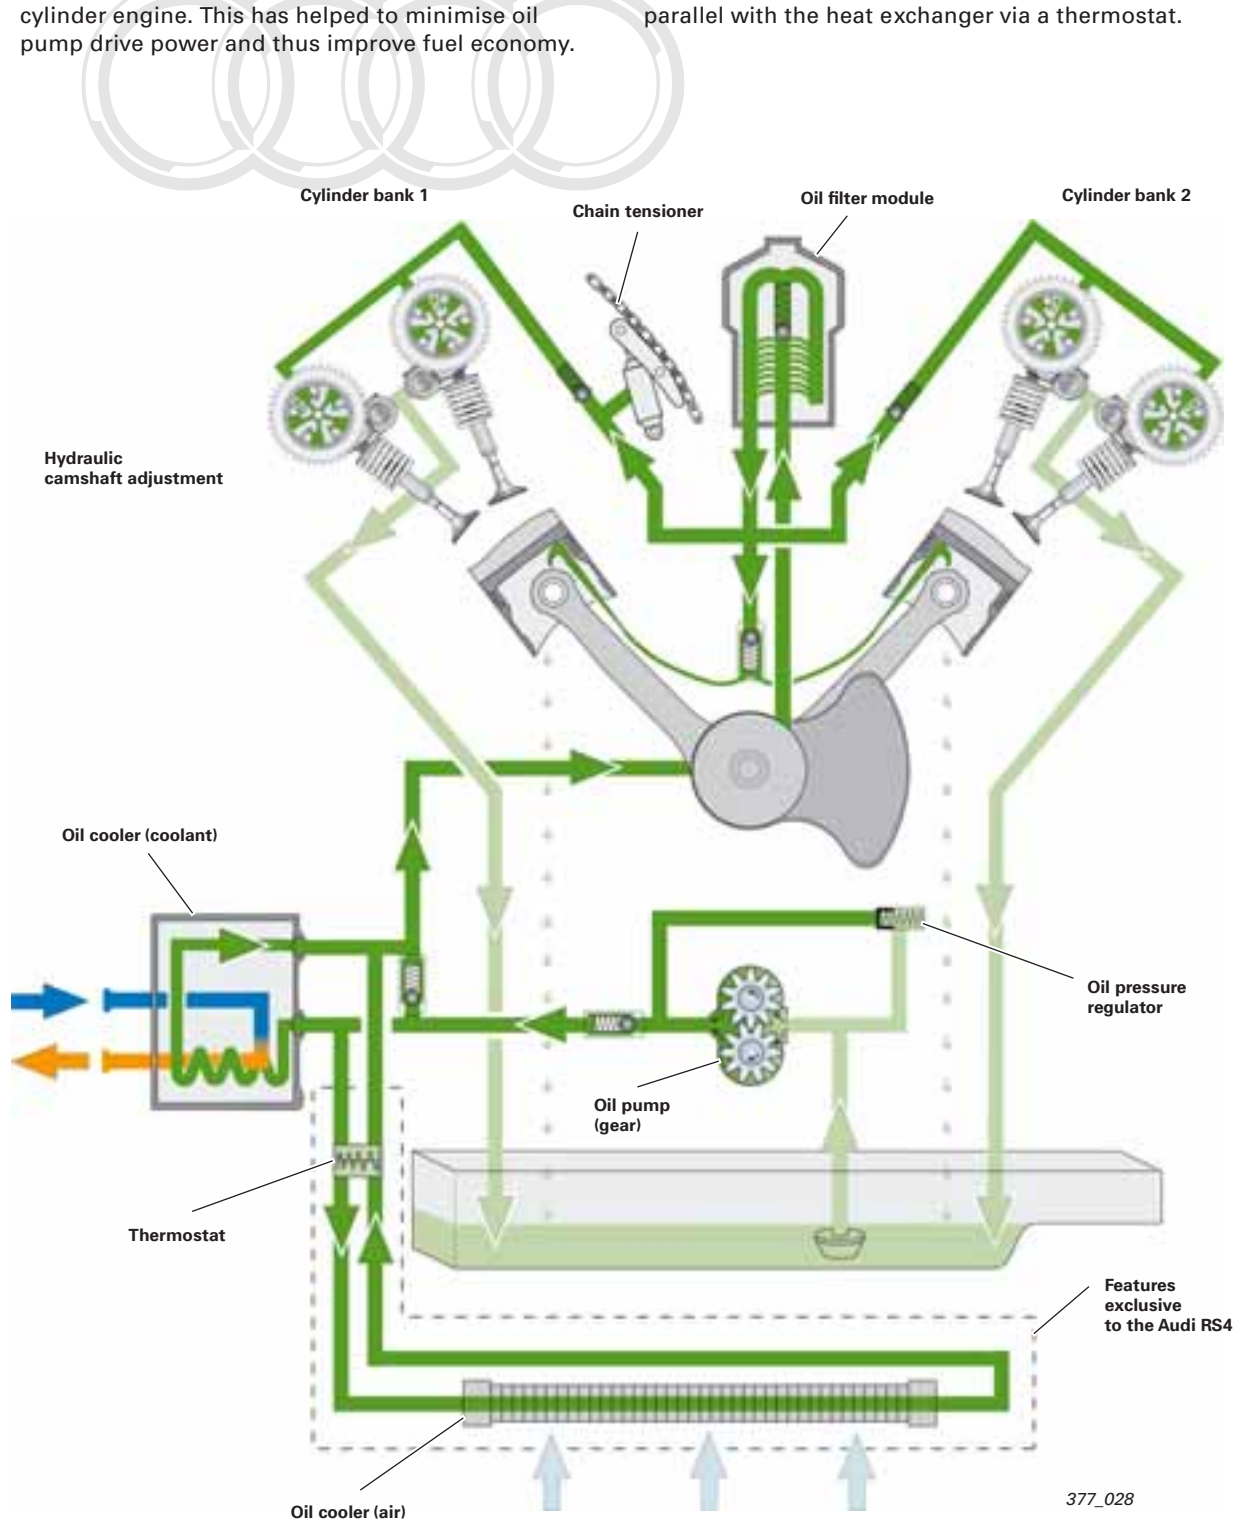 cylinder engine. This has helped to minimise oil
pump drive power and thus improve fuel economy.
parallel with the heat exchanger via a thermostat.
Cylinder bank 1
Chain tensioner
Oil filter module
Cylinder bank 2
Hydraulic
camshaft adjustment
Oil cooler (coolant)
Oil pressure
regulator
Oil pump
(gear)
Thermostat
Features
exclusive
to the Audi RS4
Oil cooler (air)
377_028